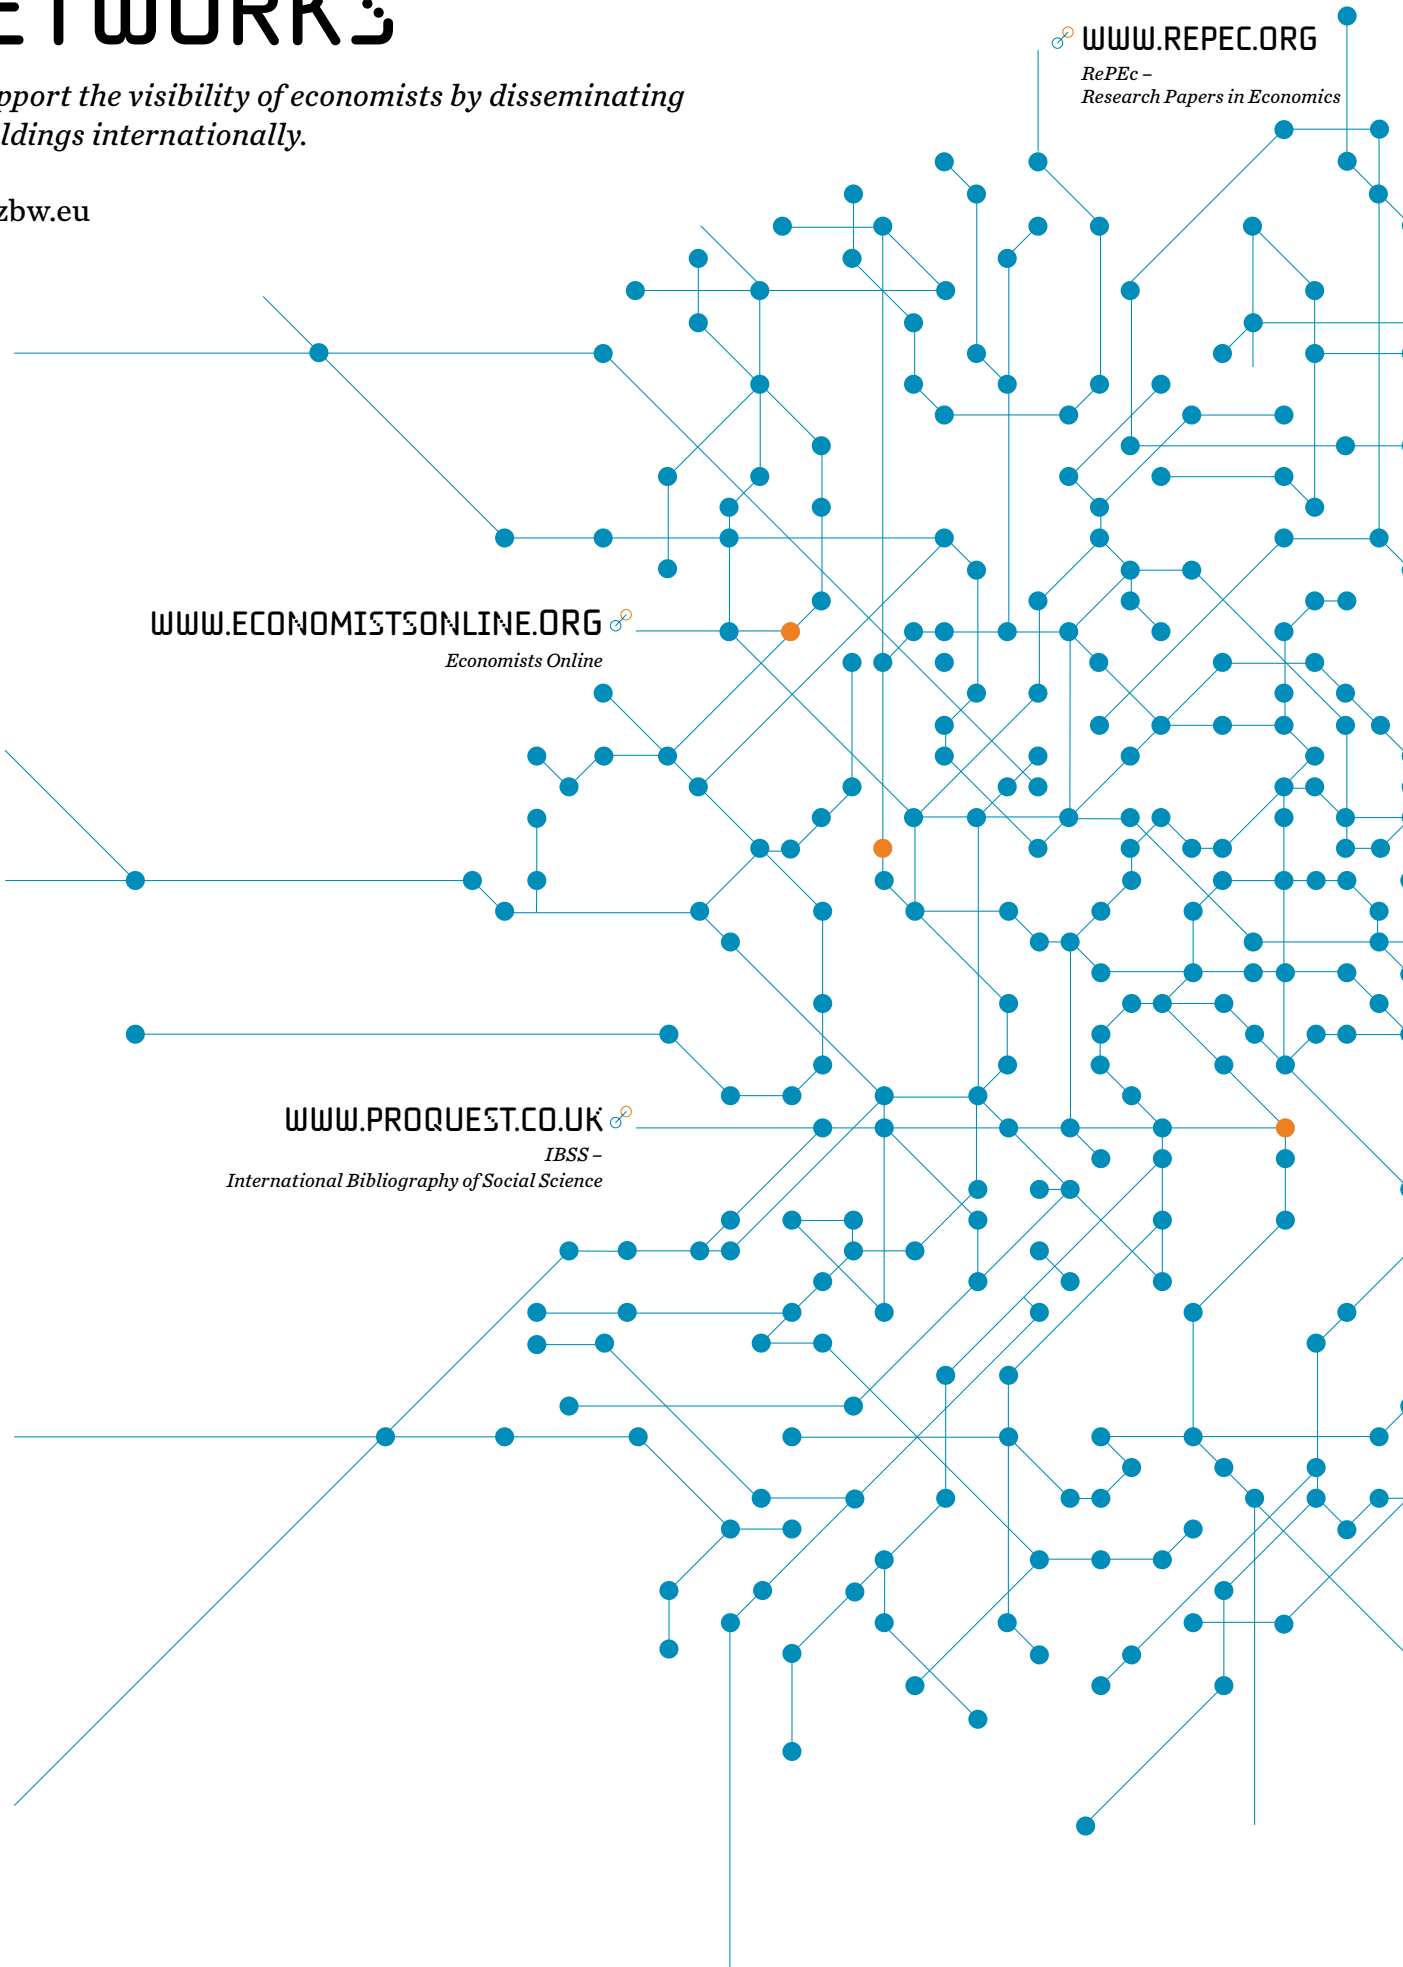 ETWORKS
pport the visibility of economists by disseminating
ldings internationally.
zbw.eu
WWW.REPEC.ORG
RePEc –
Research Papers in Economics
WWW.ECONOMISTSONLINE.ORG
Economists Online
WWW.PROQUEST.CO.UK
IBSS –
International Bibliography of Social Science